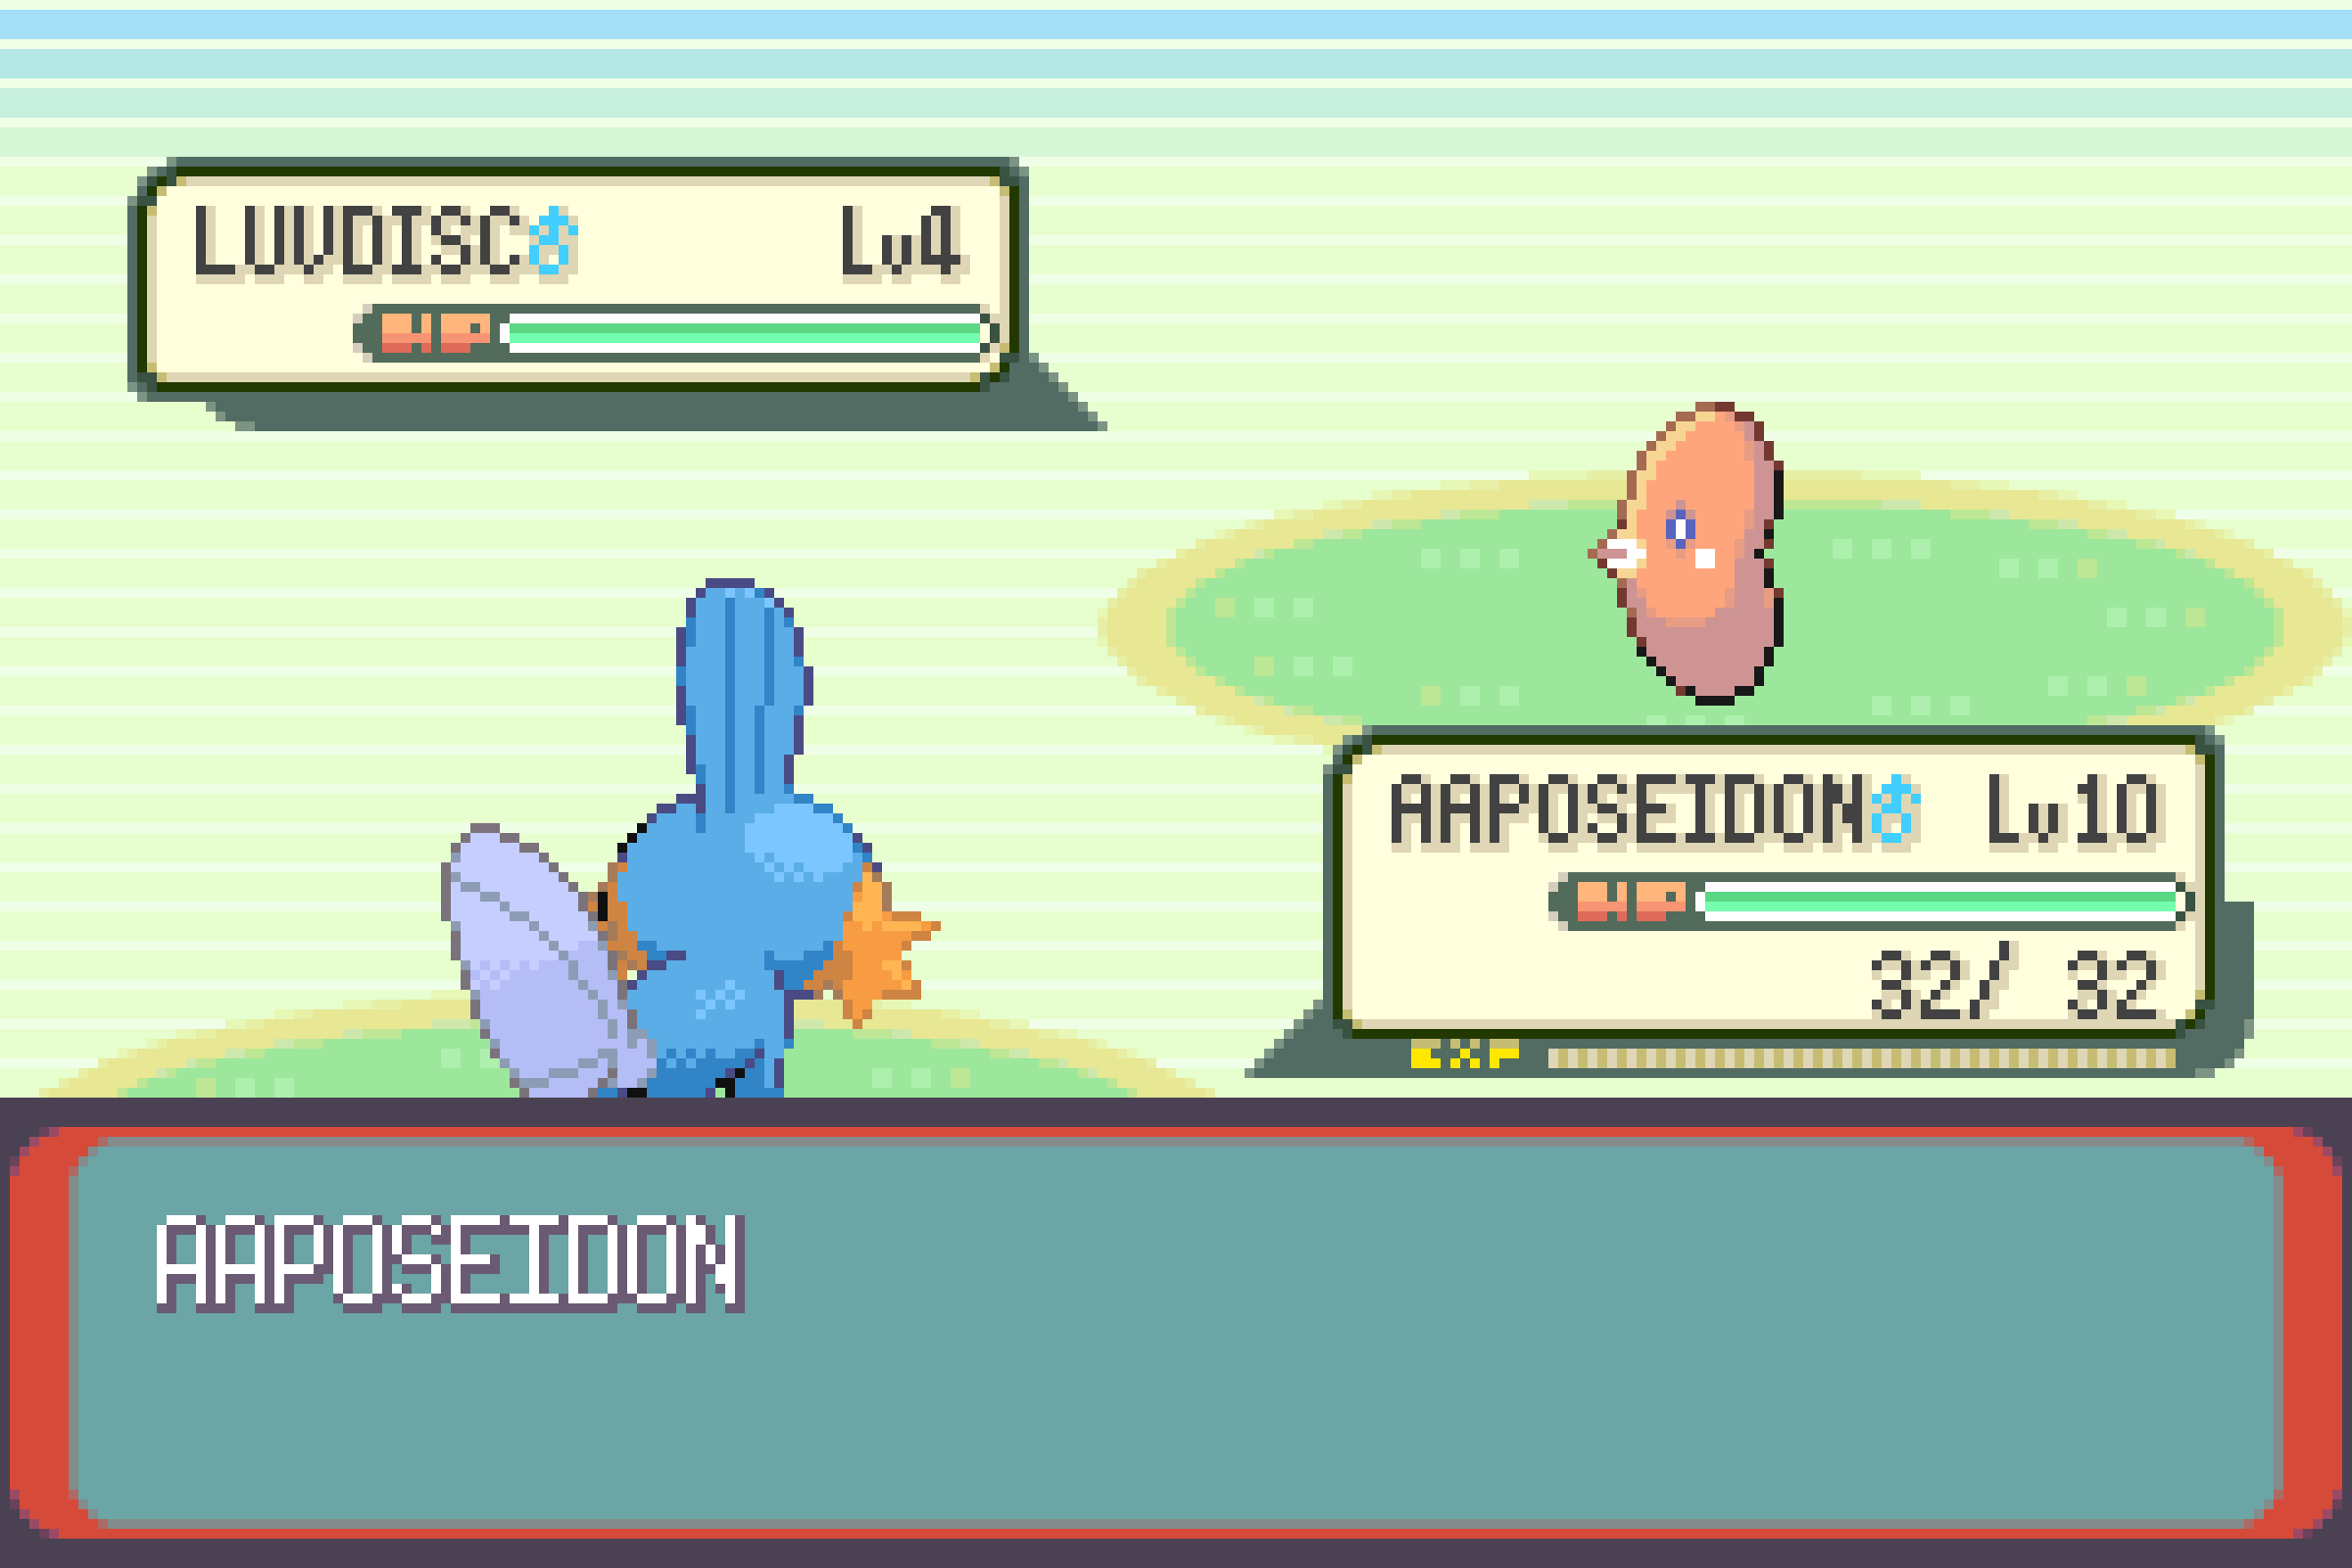 LUVDISC♂ Lv4
HP
AAPOSEIDON♂ Lv10
HP
32/ 32
EXP
AAPOSEIDON